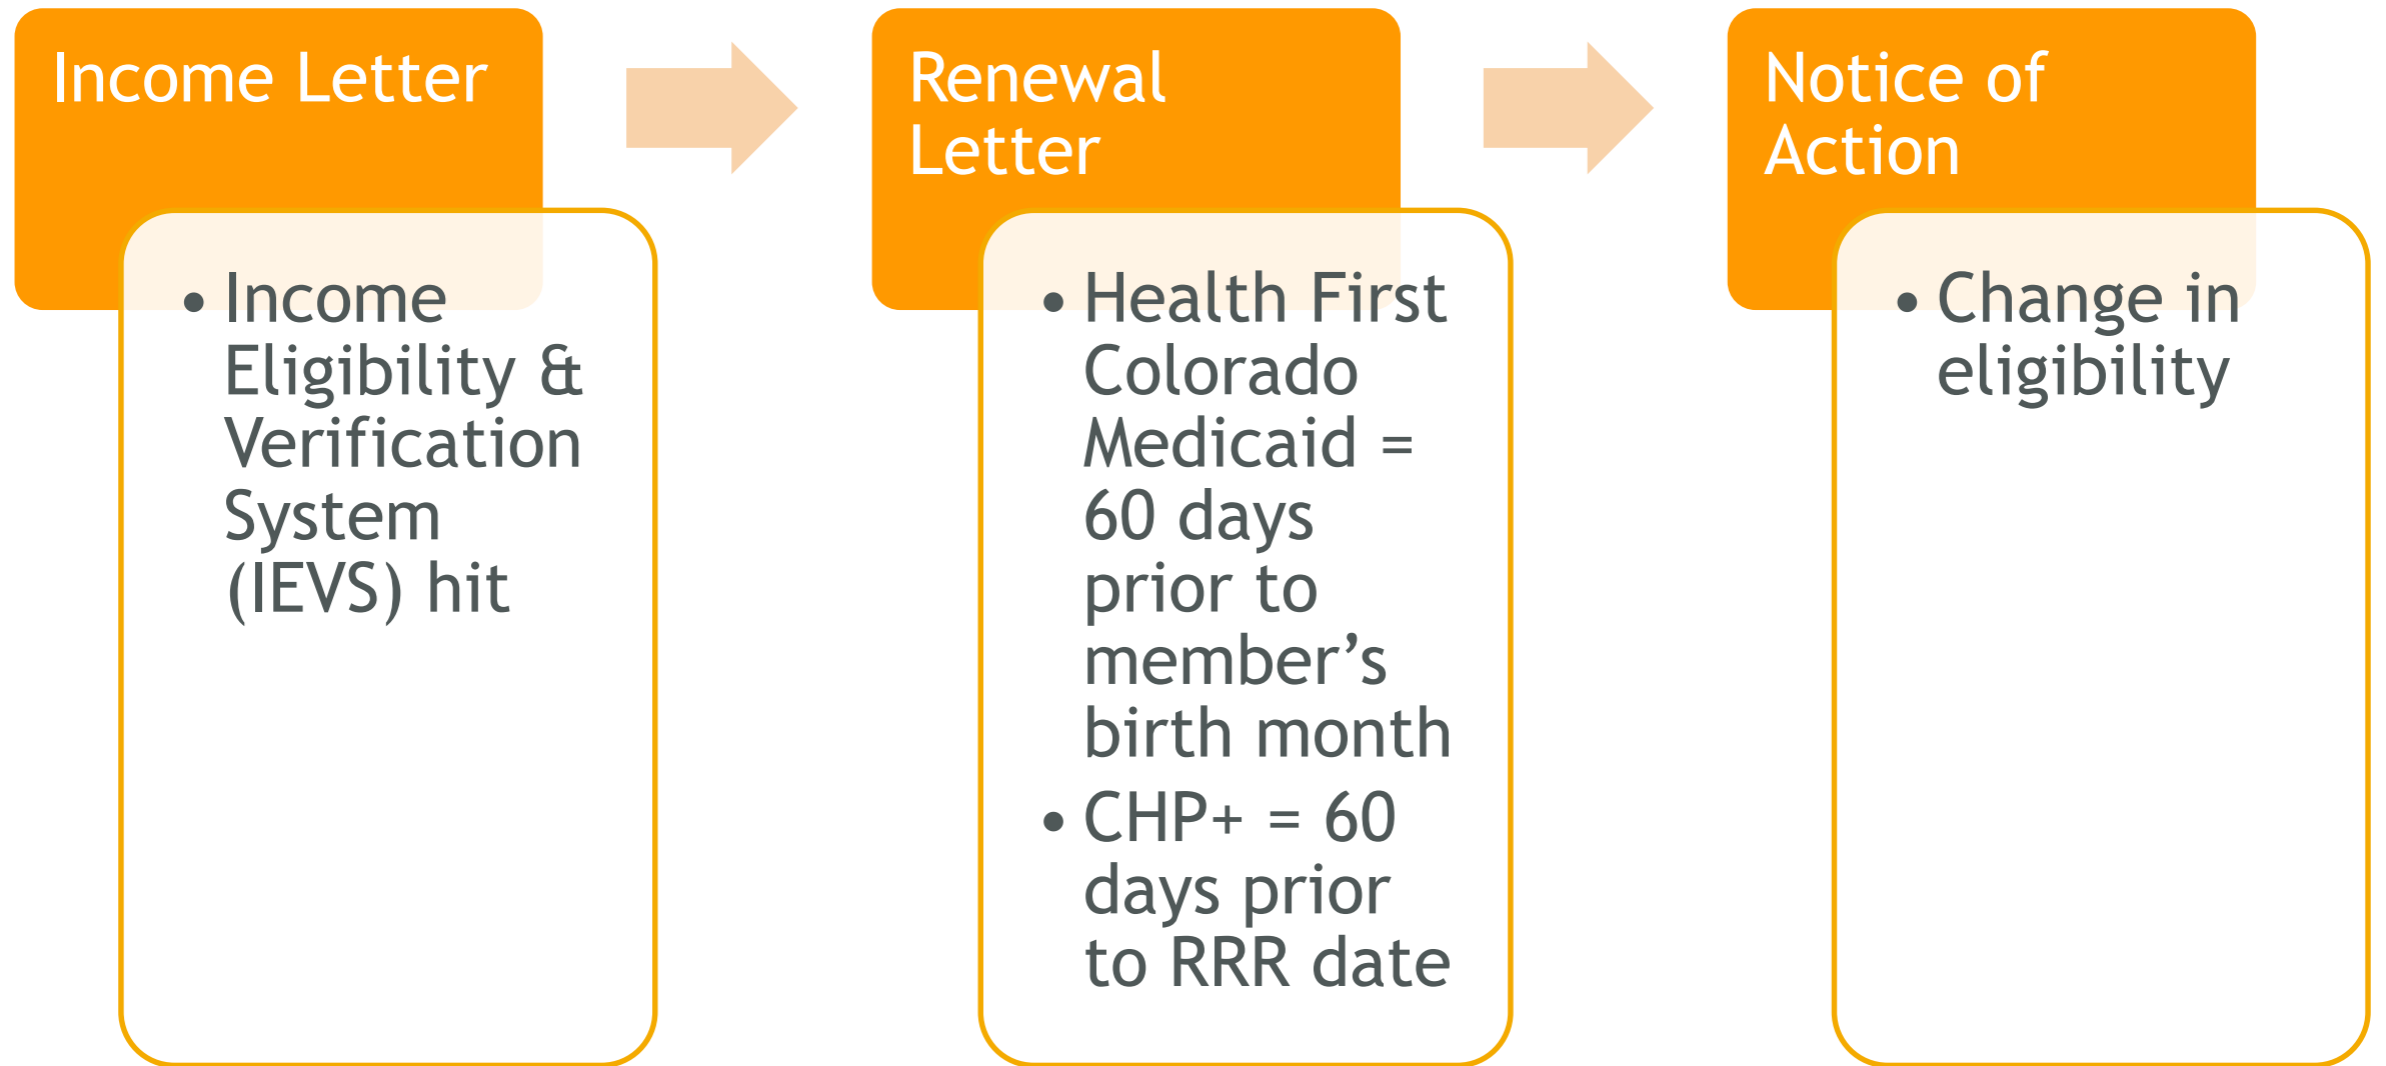 Income Letter
• Income
Eligibility &
Verification
System
(IEVS) hit
Renewal
Letter
• Health First
Colorado
Medicaid =
60 days
prior to
member’s
birth month
• CHP+ = 60
days prior
to RRR date
Notice of
Action
• Change in
eligibility